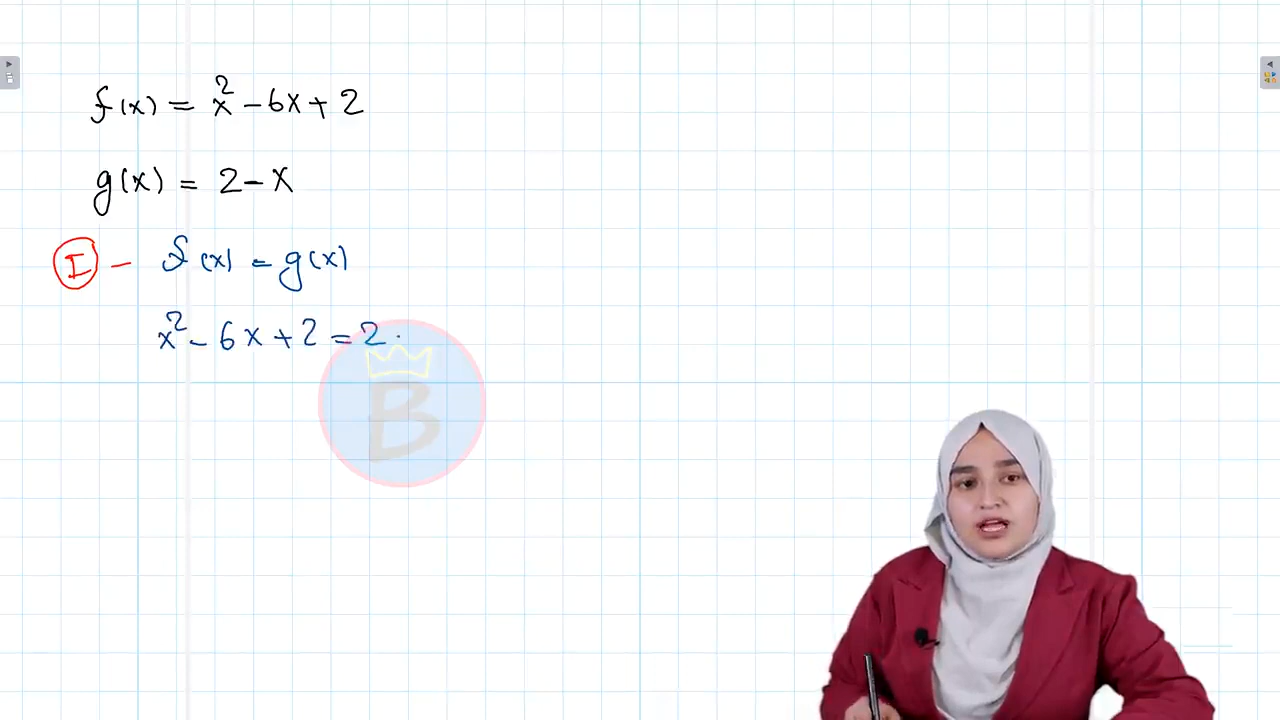 f(x) = x² - 6x + 2
g(x) = 2 - x
I - f(x) = g(x)
x² - 6x + 2 = 2 -
B